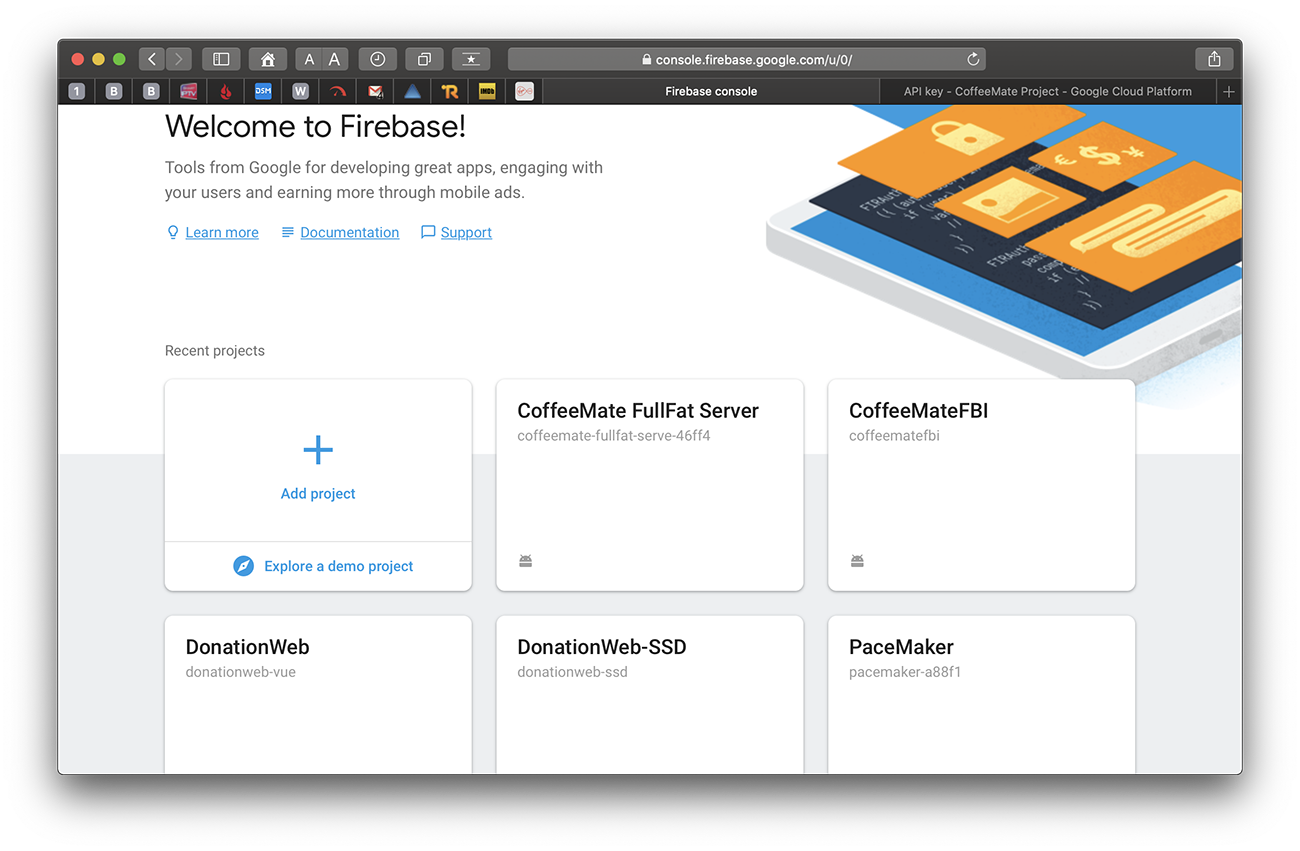 A A
console.firebase.google.com/u/0/
1 B B DSM W TR IMDb
Firebase console
API key - CoffeeMate Project - Google Cloud Platform
Welcome to Firebase!
Tools from Google for developing great apps, engaging with
your users and earning more through mobile ads.
Learn more Documentation Support
Recent projects
Add project
Explore a demo project
CoffeeMate FullFat Server
coffeemate-fullfat-serve-46ff4
CoffeeMateFBI
coffeematefbi
DonationWeb
donationweb-vue
DonationWeb-SSD
donationweb-ssd
PaceMaker
pacemaker-a88f1